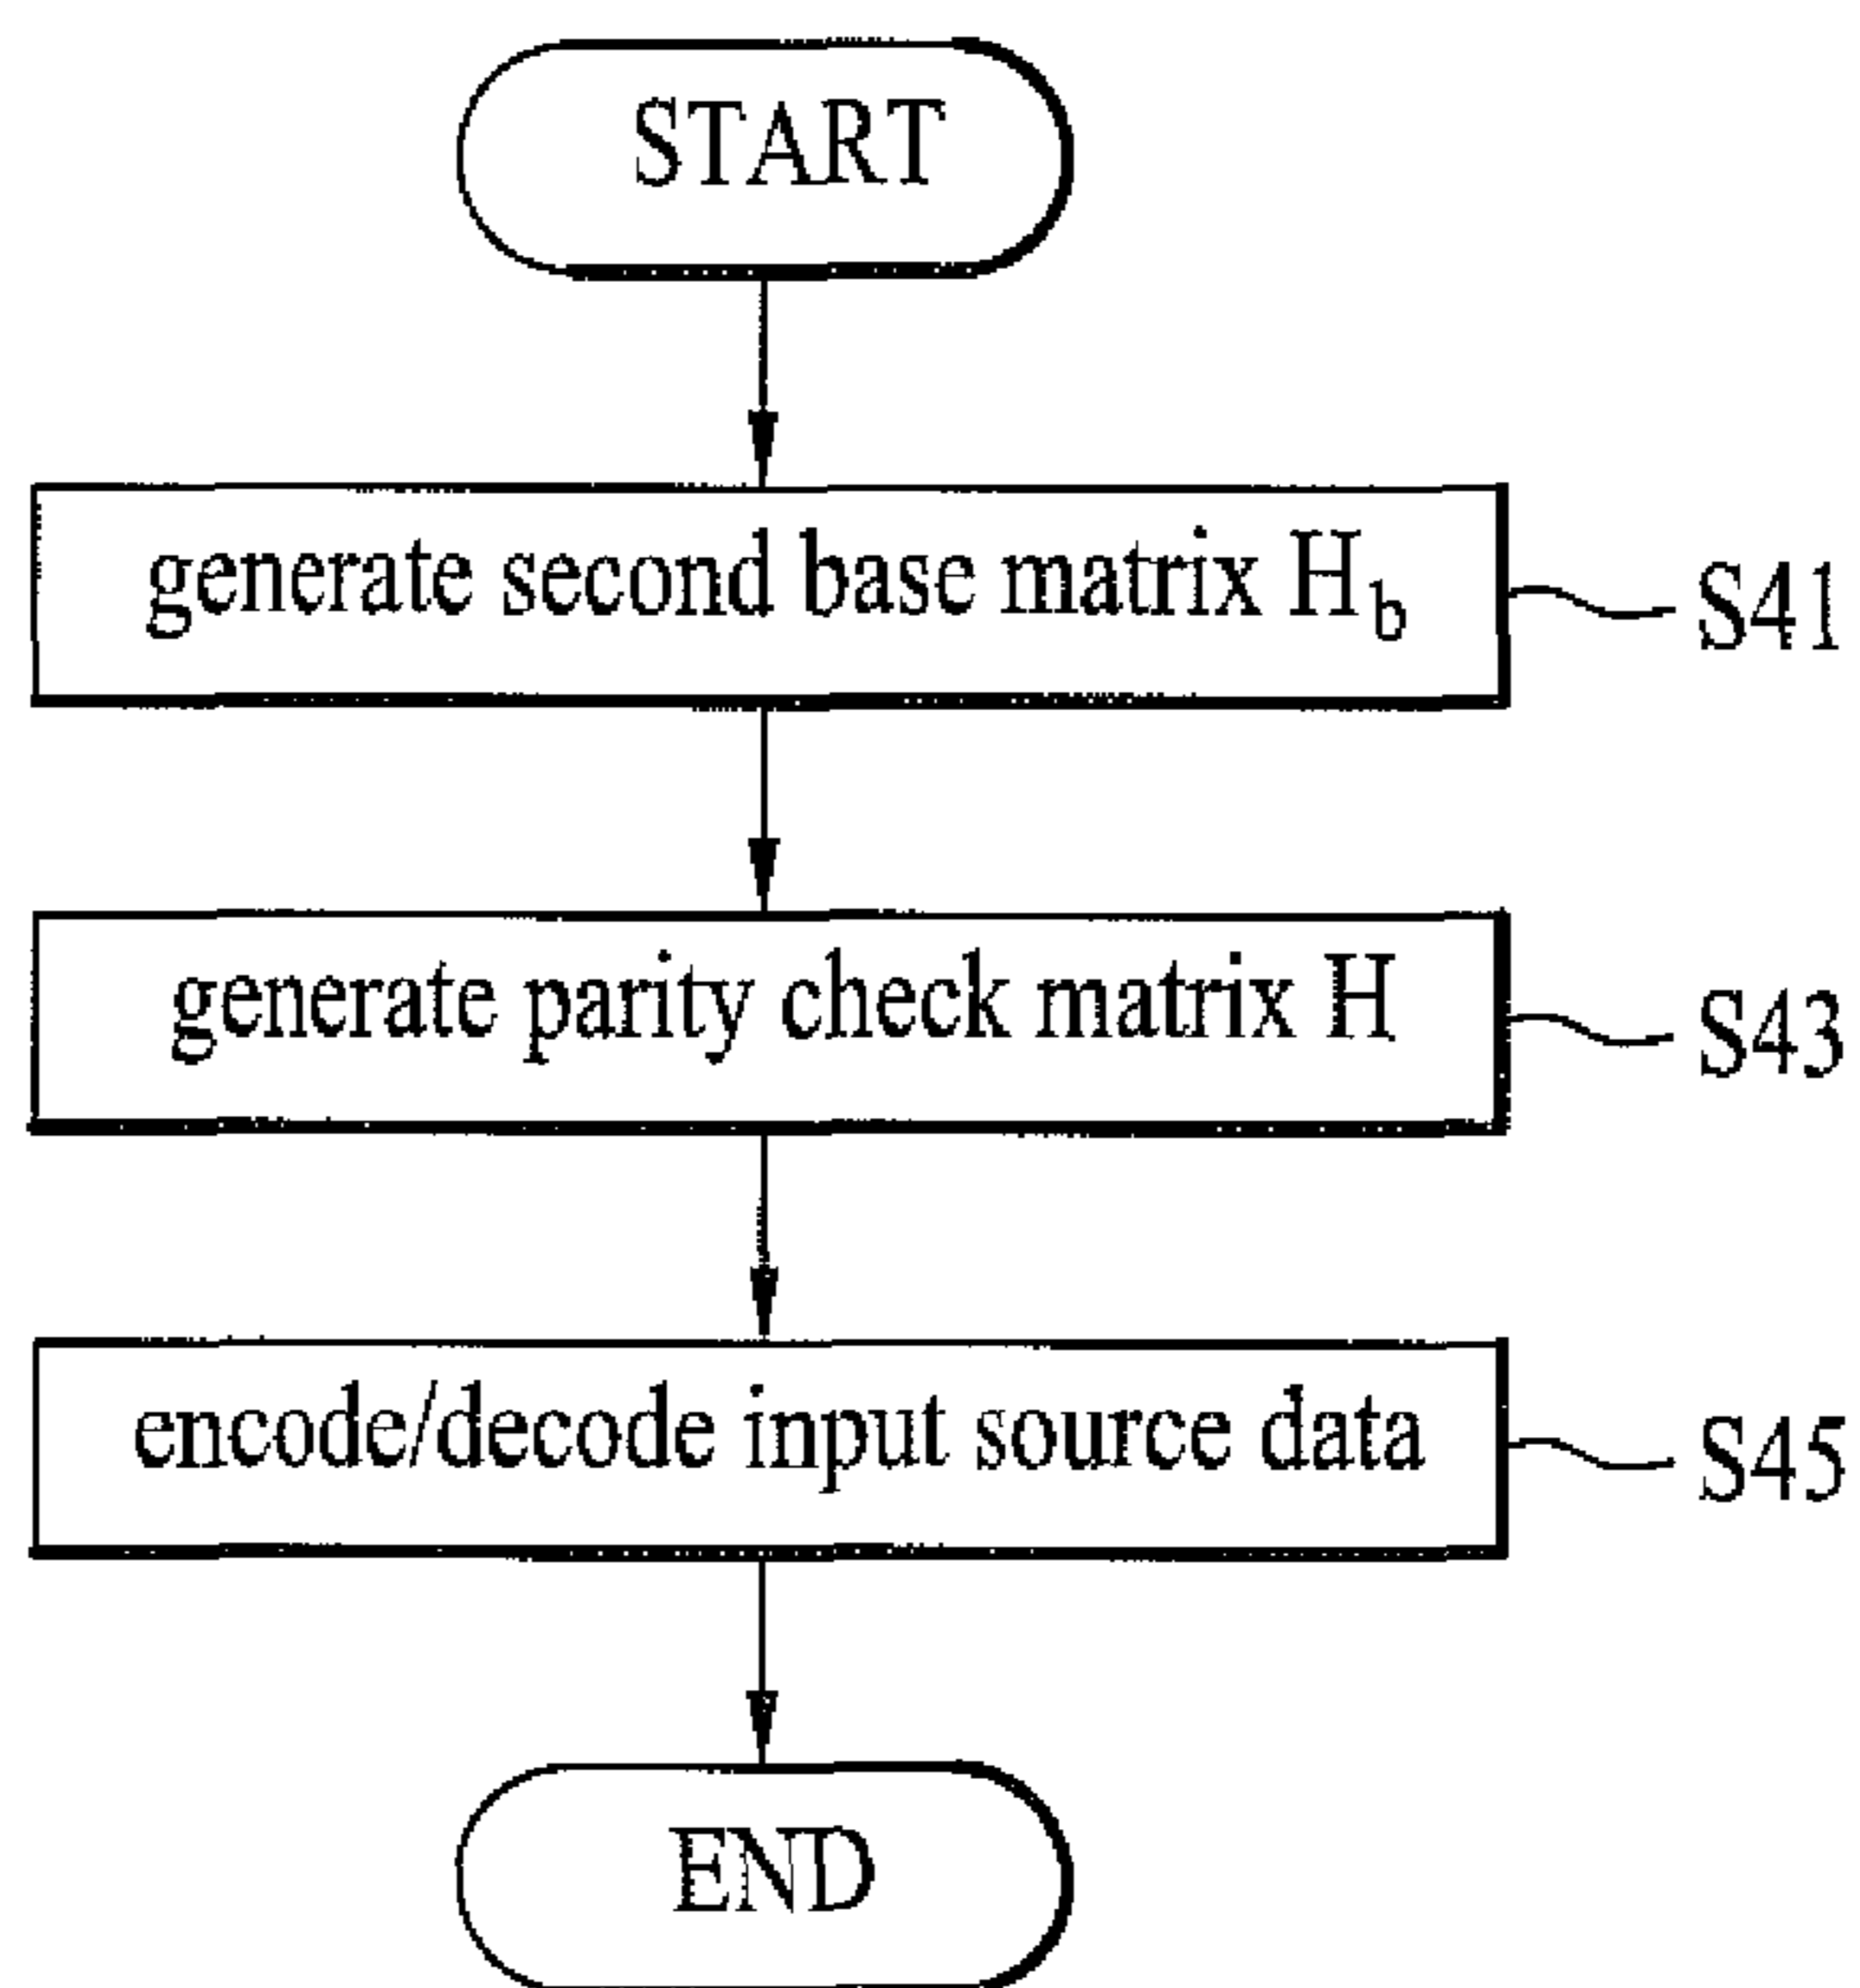 START
generate second base matrix H_b
S41
generate parity check matrix H
S43
encode/decode input source data
S45
END